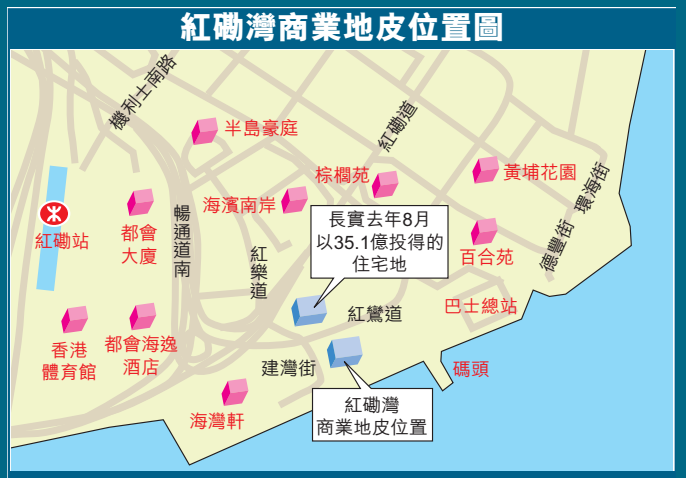 紅磡灣商業地皮位置圖
機利士南路
半島豪庭
紅磡道
棕櫚苑
黃埔花園
海濱南岸
紅磡站
都會
大廈
暢通道南
紅樂道
長實去年8月
以35.1億投得的
住宅地
百合苑
德豐街
環海街
巴士總站
紅鸞道
香港
體育館
都會海逸
酒店
建灣街
碼頭
海灣軒
紅磡灣
商業地皮位置